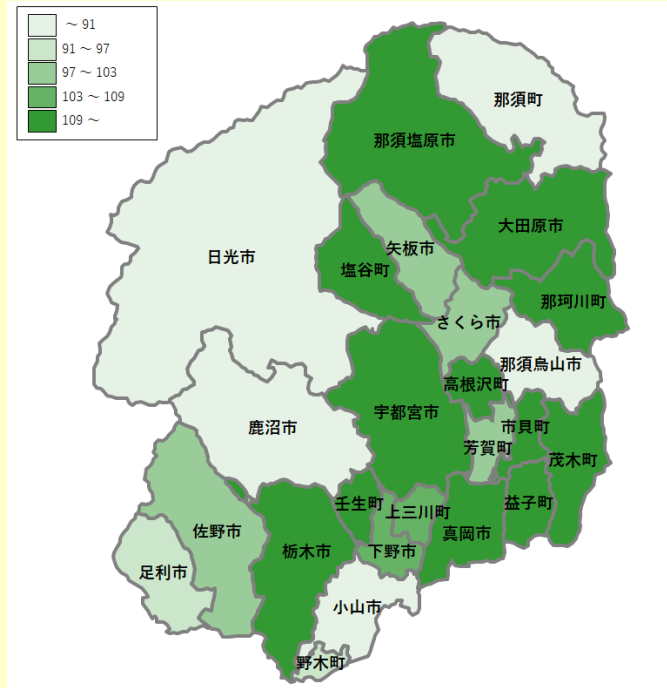 ～ 91
91 ～ 97
97 ～ 103
103 ～ 109
109 ～
那須町
那須塩原市
大田原市
矢板市
日光市
塩谷町
那珂川町
さくら市
那須烏山市
高根沢町
宇都宮市
市貝町
鹿沼市
芳賀町
茂木町
壬生町
益子町
上三川町
佐野市
真岡市
栃木市
下野市
足利市
小山市
野木町